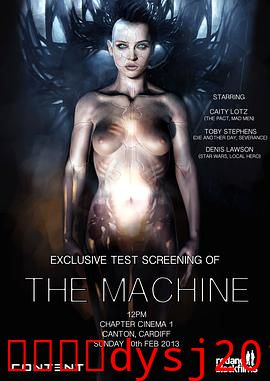 STARRING
CAITY LOTZ
(THE PACT, MAD MEN)
TOBY STEPHENS
(DIE ANOTHER DAY, SEVERANCE)
DENIS LAWSON
(STAR WARS, LOCAL HERO)
EXCLUSIVE TEST SCREENING OF
THE MACHINE
12PM
CHAPTER CINEMA 1
CANTON, CARDIFF
SUNDAY 10TH FEB 2013
CONTENT
dysj20